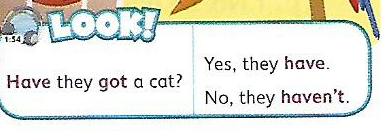 LOOK!
1:54
Have they got a cat?
Yes, they have.
No, they haven't.